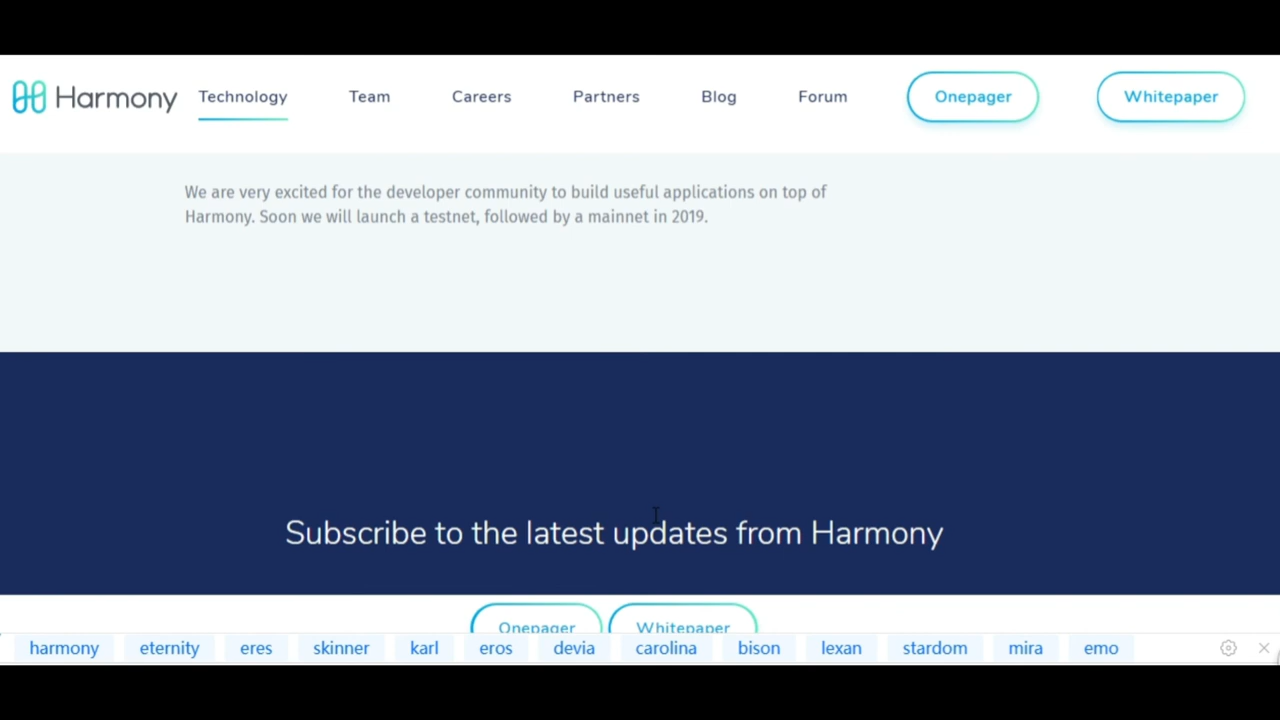 Harmony Technology Team Careers Partners Blog Forum Onepager Whitepaper
We are very excited for the developer community to build useful applications on top of
Harmony. Soon we will launch a testnet, followed by a mainnet in 2019.
Subscribe to the latest updates from Harmony
Onepager Whitepaper
harmony eternity eres skinner karl eros devia carolina bison lexan stardom mira emo